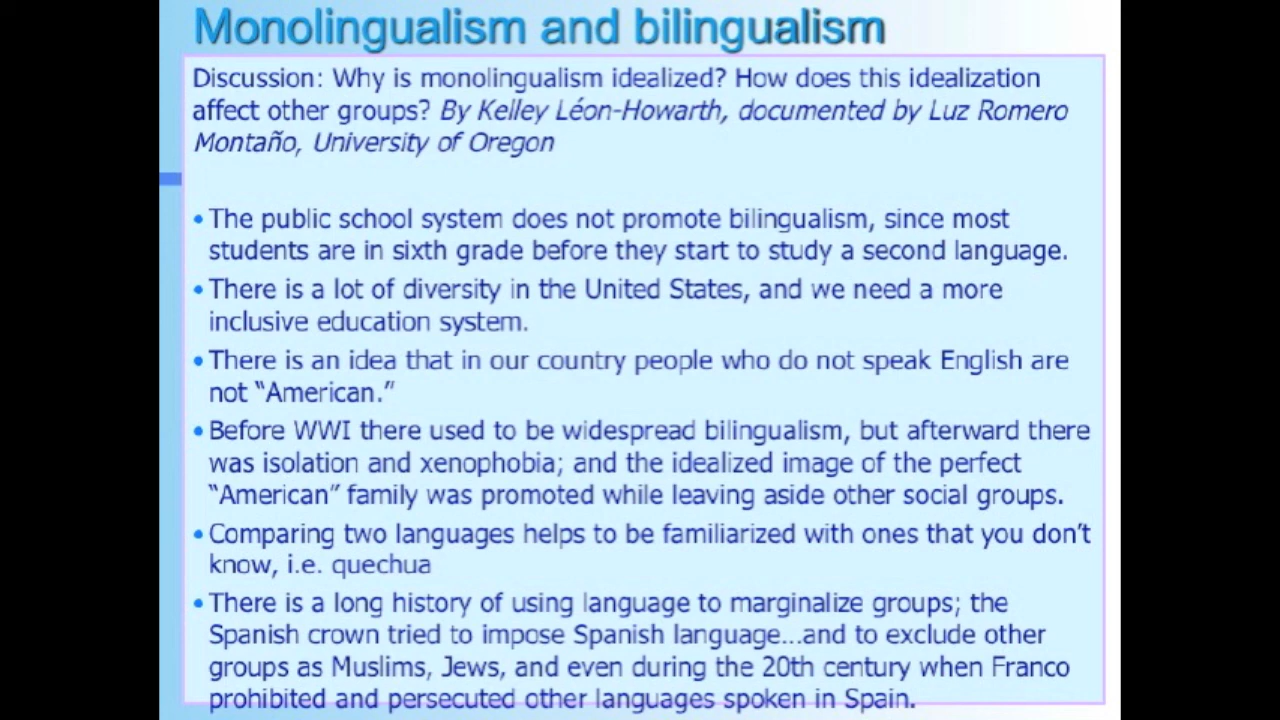 Monolingualism and bilingualism
Discussion: Why is monolingualism idealized? How does this idealization
affect other groups? By Kelley Léon-Howarth, documented by Luz Romero
Montaño, University of Oregon
• The public school system does not promote bilingualism, since most
students are in sixth grade before they start to study a second language.
• There is a lot of diversity in the United States, and we need a more
inclusive education system.
• There is an idea that in our country people who do not speak English are
not “American.”
• Before WWI there used to be widespread bilingualism, but afterward there
was isolation and xenophobia; and the idealized image of the perfect
“American” family was promoted while leaving aside other social groups.
• Comparing two languages helps to be familiarized with ones that you don’t
know, i.e. quechua
• There is a long history of using language to marginalize groups; the
Spanish crown tried to impose Spanish language...and to exclude other
groups as Muslims, Jews, and even during the 20th century when Franco
prohibited and persecuted other languages spoken in Spain.